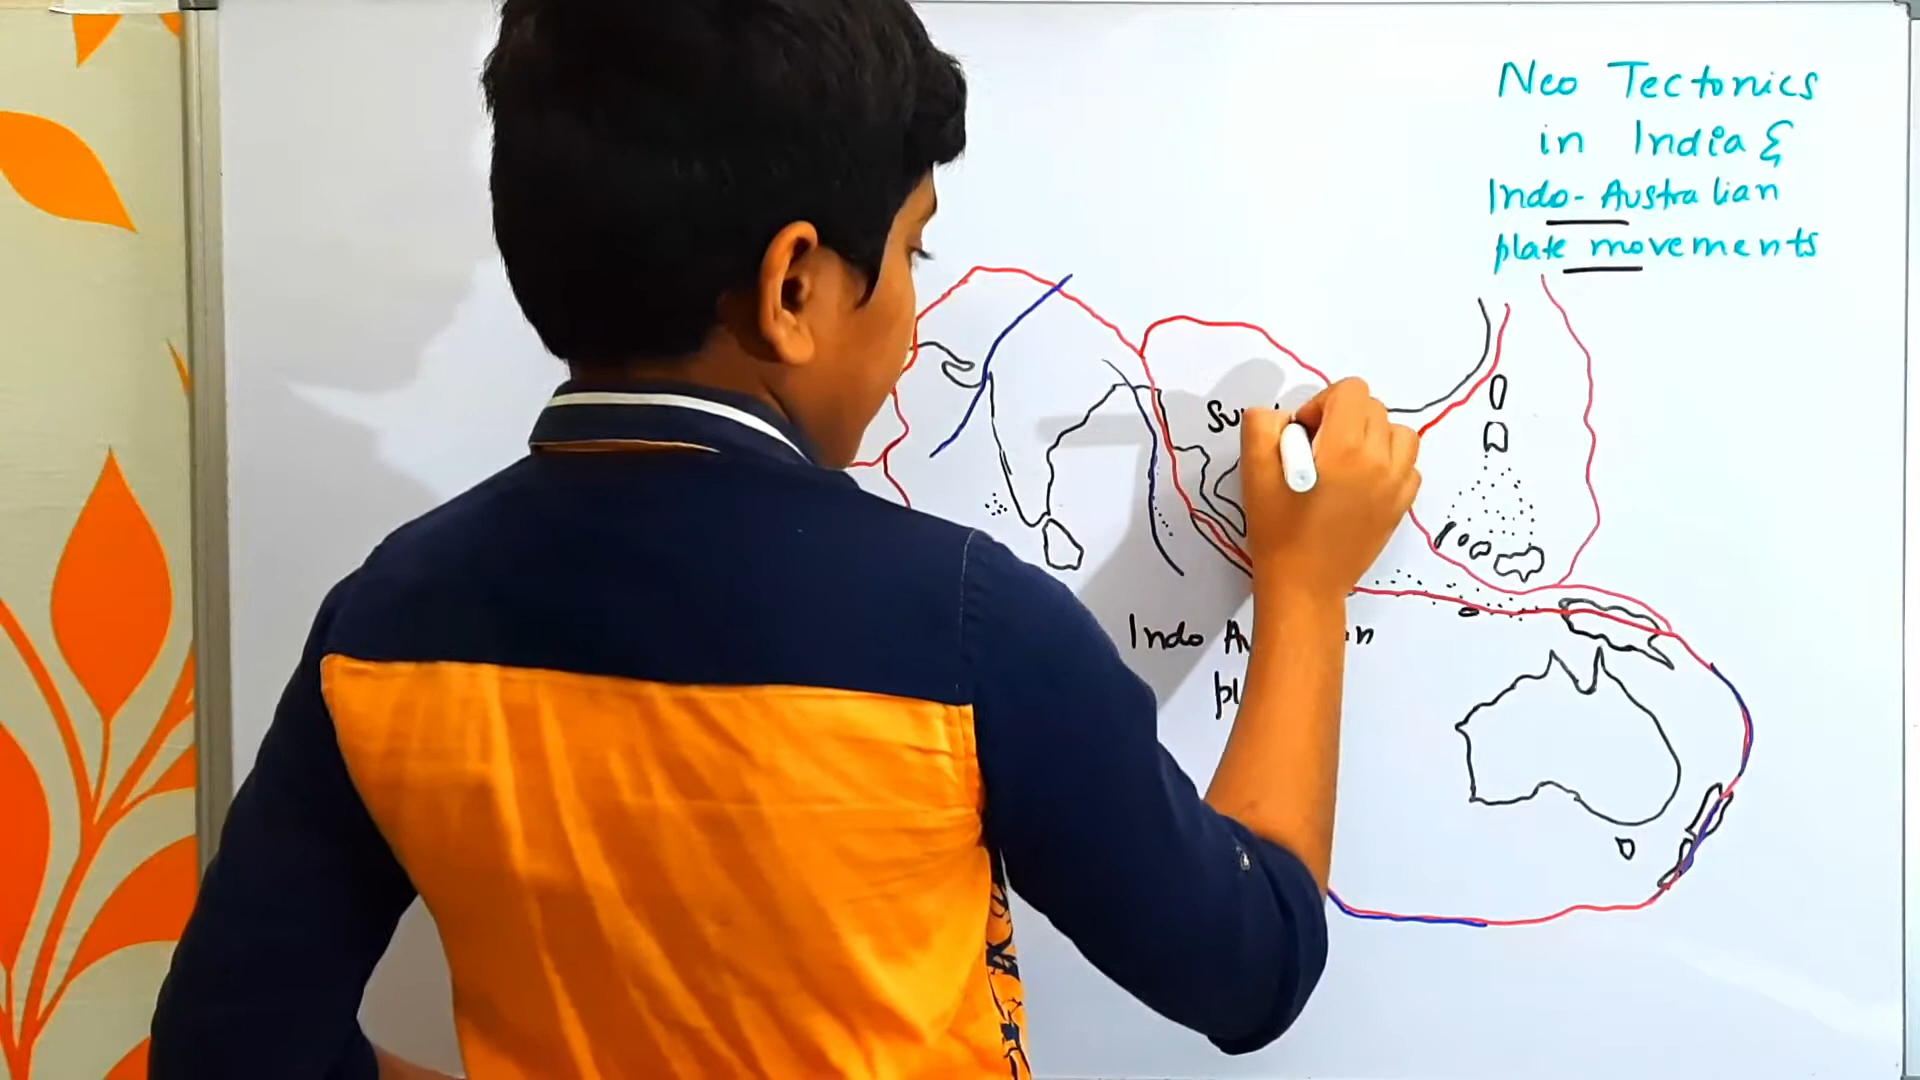 Neo Tectonics
in India &
Indo-Australian
plate movements
Indo